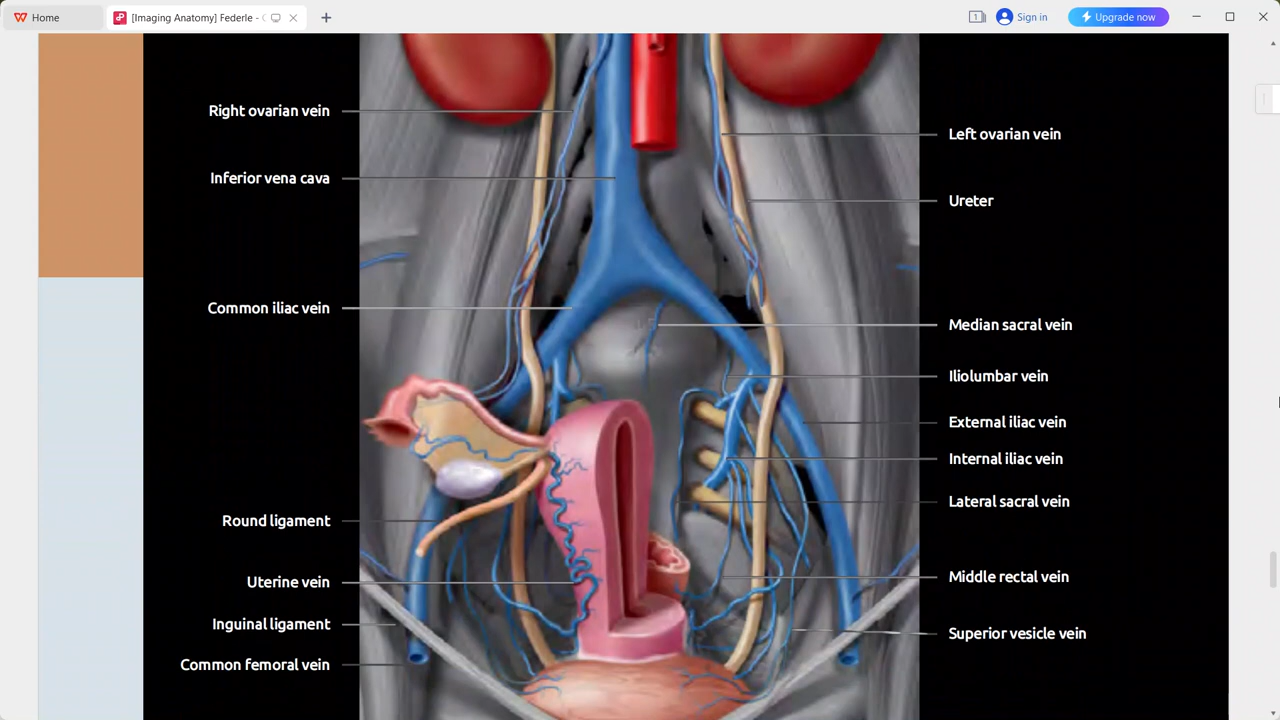 Home
[Imaging Anatomy] Federle -
1
Sign in
Upgrade now
Right ovarian vein
Left ovarian vein
Inferior vena cava
Ureter
Common iliac vein
Median sacral vein
Iliolumbar vein
External iliac vein
Internal iliac vein
Lateral sacral vein
Round ligament
Uterine vein
Middle rectal vein
Inguinal ligament
Superior vesicle vein
Common femoral vein